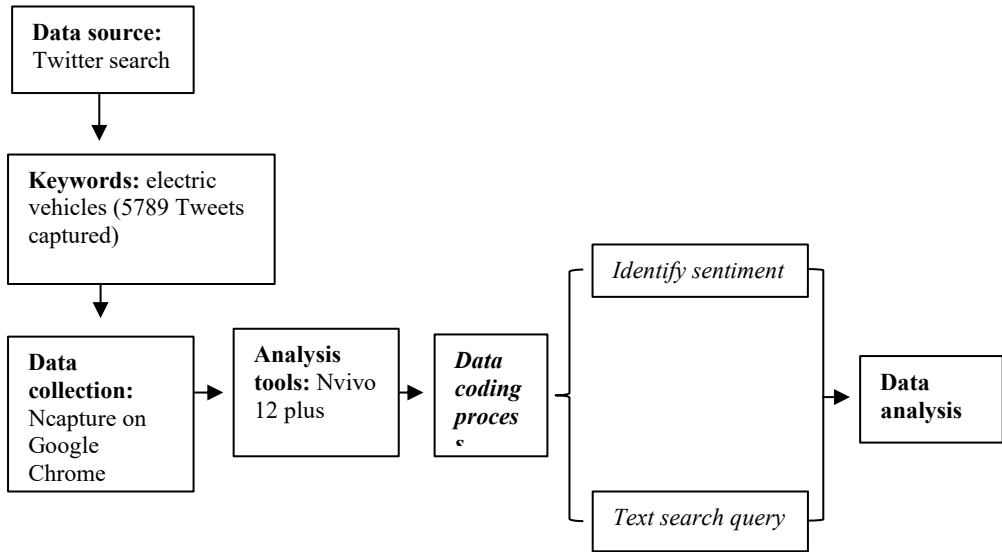 Data source:
Twitter search
Keywords: electric
vehicles (5789 Tweets
captured)
Data
collection:
Ncapture on
Google
Chrome
Analysis
tools: Nvivo
12 plus
Data
coding
proces
s
Identify sentiment
Text search query
Data
analysis